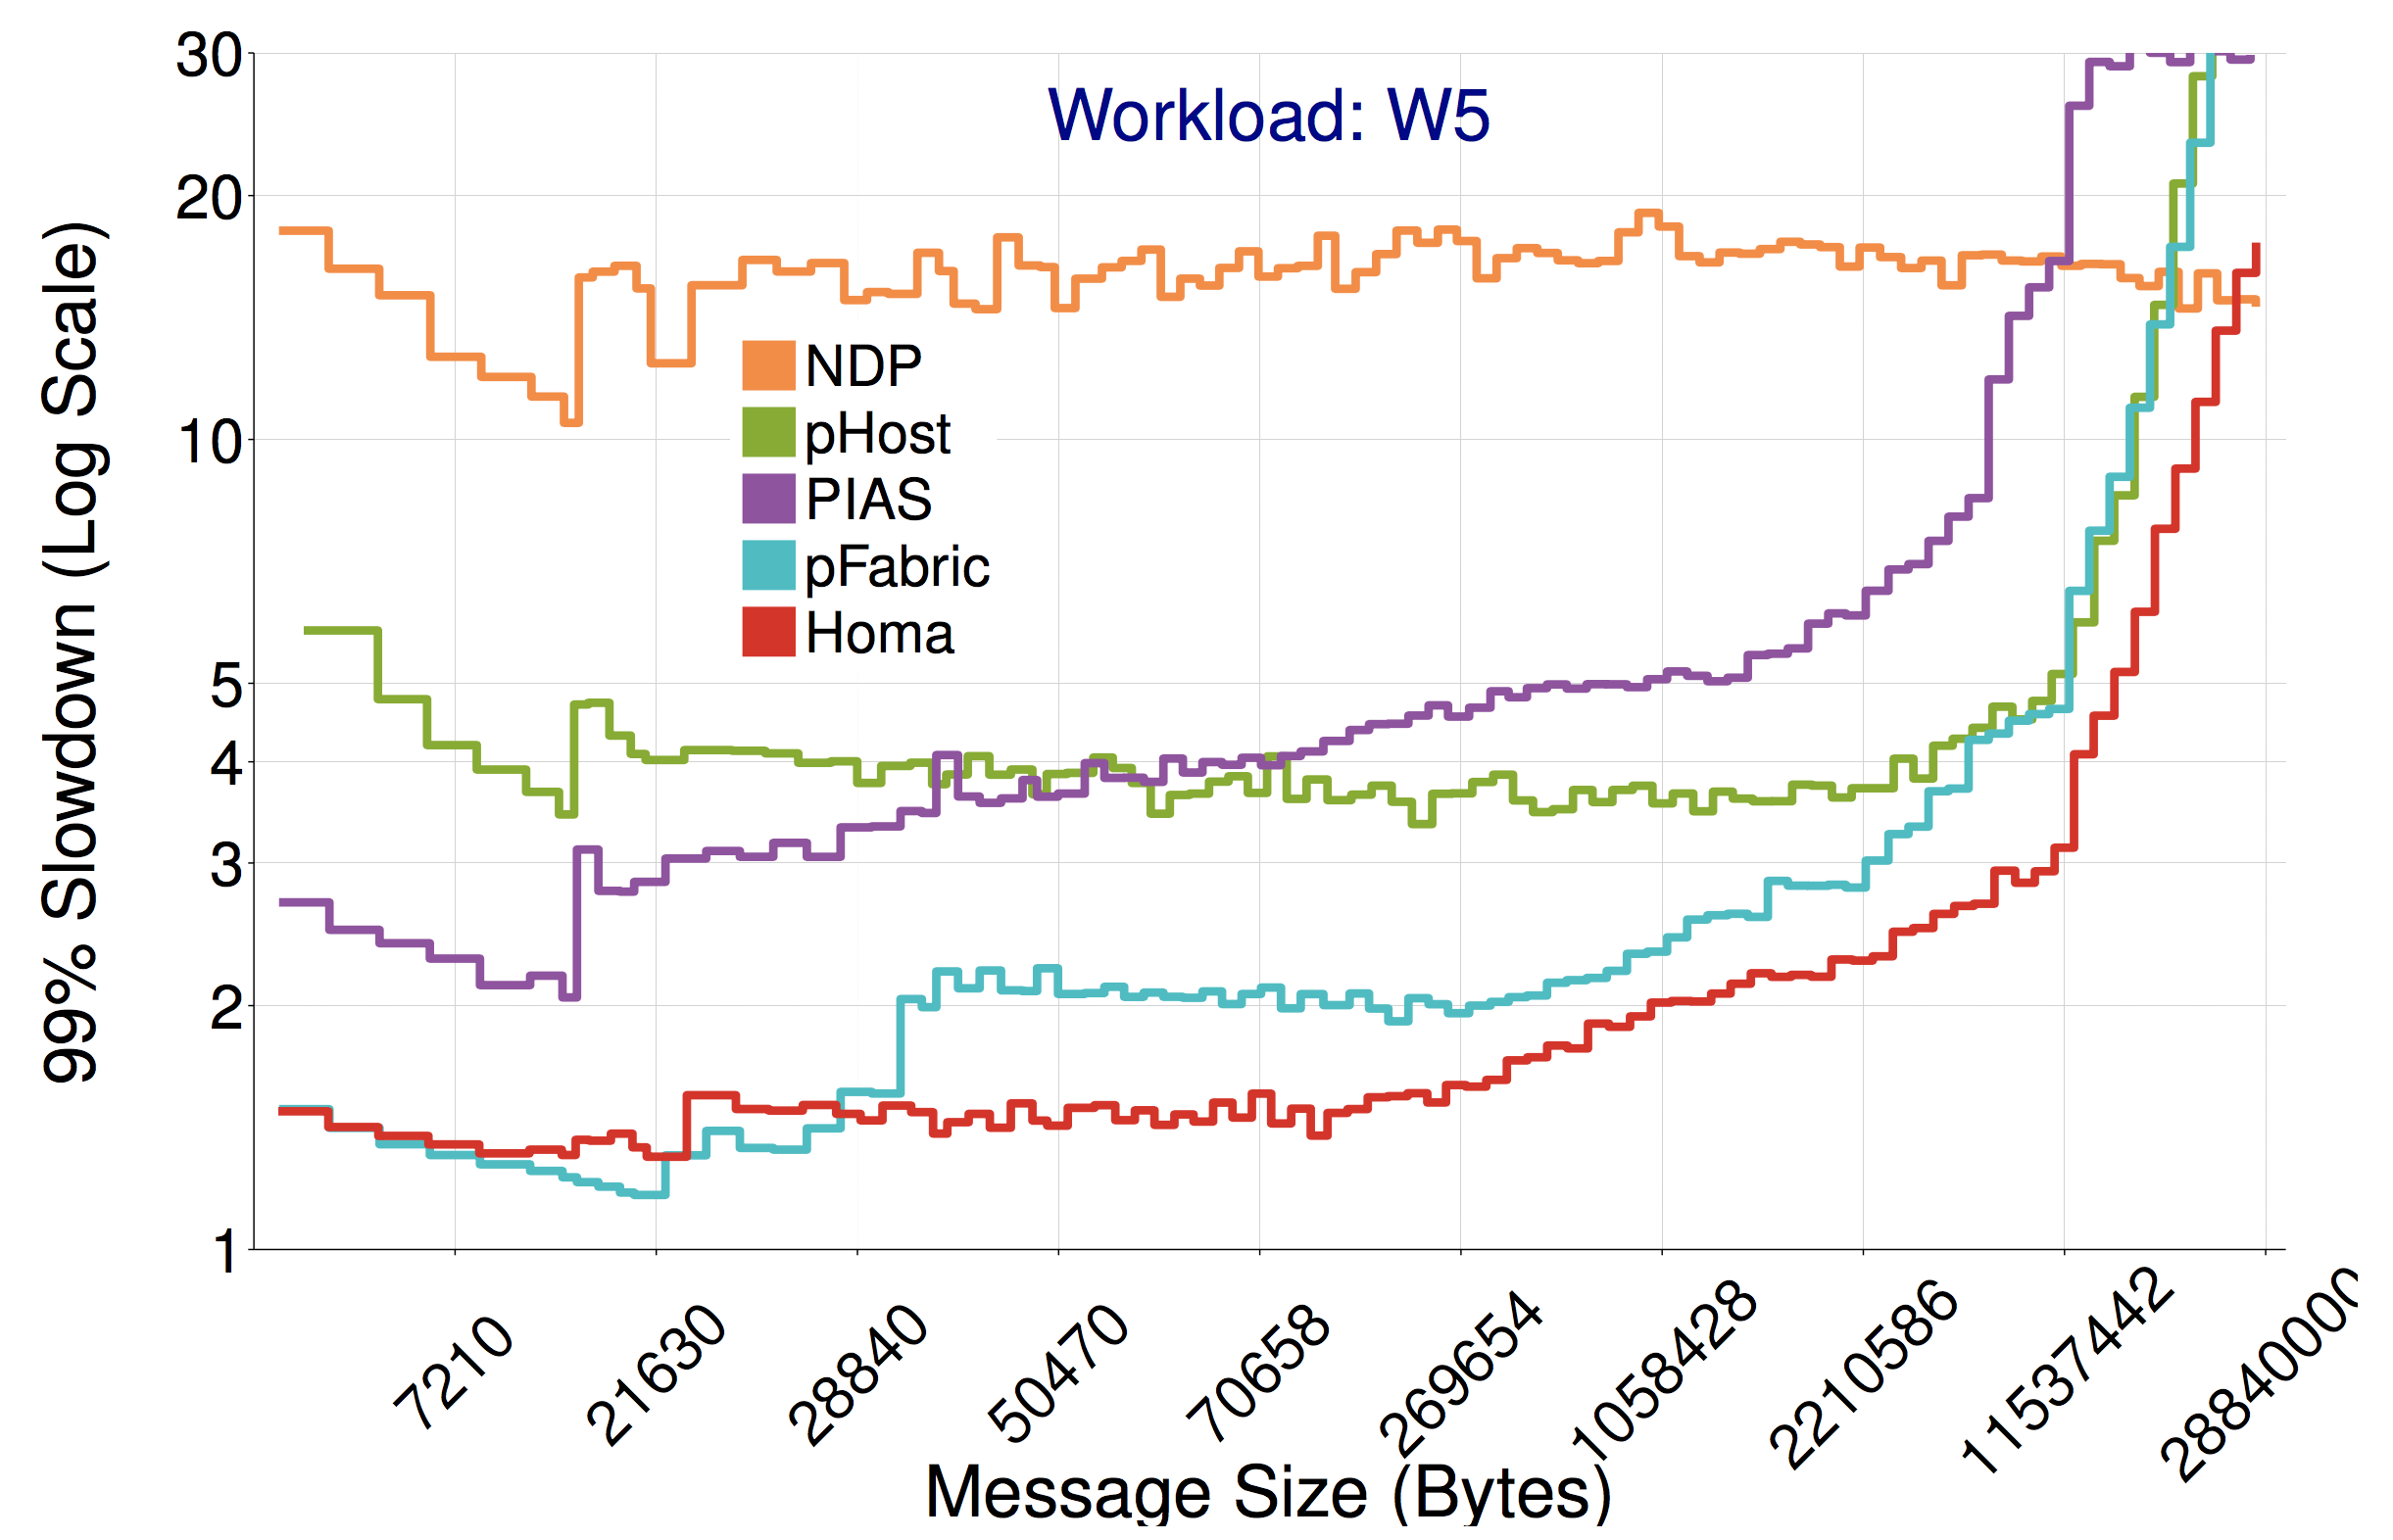 99% Slowdown (Log Scale)
30
20
10
5
4
3
2
1
Workload: W5
NDP
pHost
PIAS
pFabric
Homa
7210
21630
28840
50470
70658
269654
1058428
2210586
11537442
28840000
Message Size (Bytes)